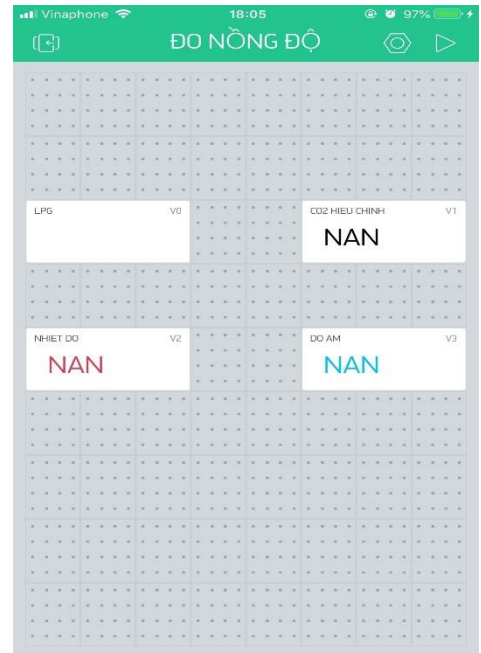 Vinaphone 18:05 97%
ĐO NỒNG ĐỘ
LPG V0
CO2 HIEU CHINH V1
NAN
NHIET DO V2
NAN
DO AM V3
NAN